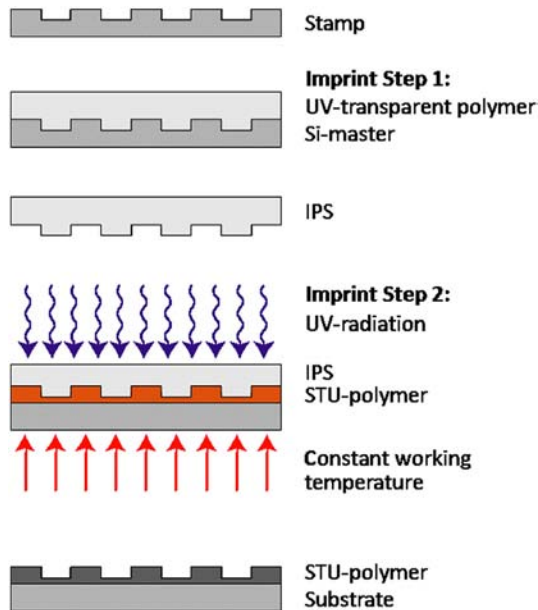 Stamp
Imprint Step 1:
UV-transparent polymer
Si-master
IPS
Imprint Step 2:
UV-radiation
IPS
STU-polymer
Constant working
temperature
STU-polymer
Substrate